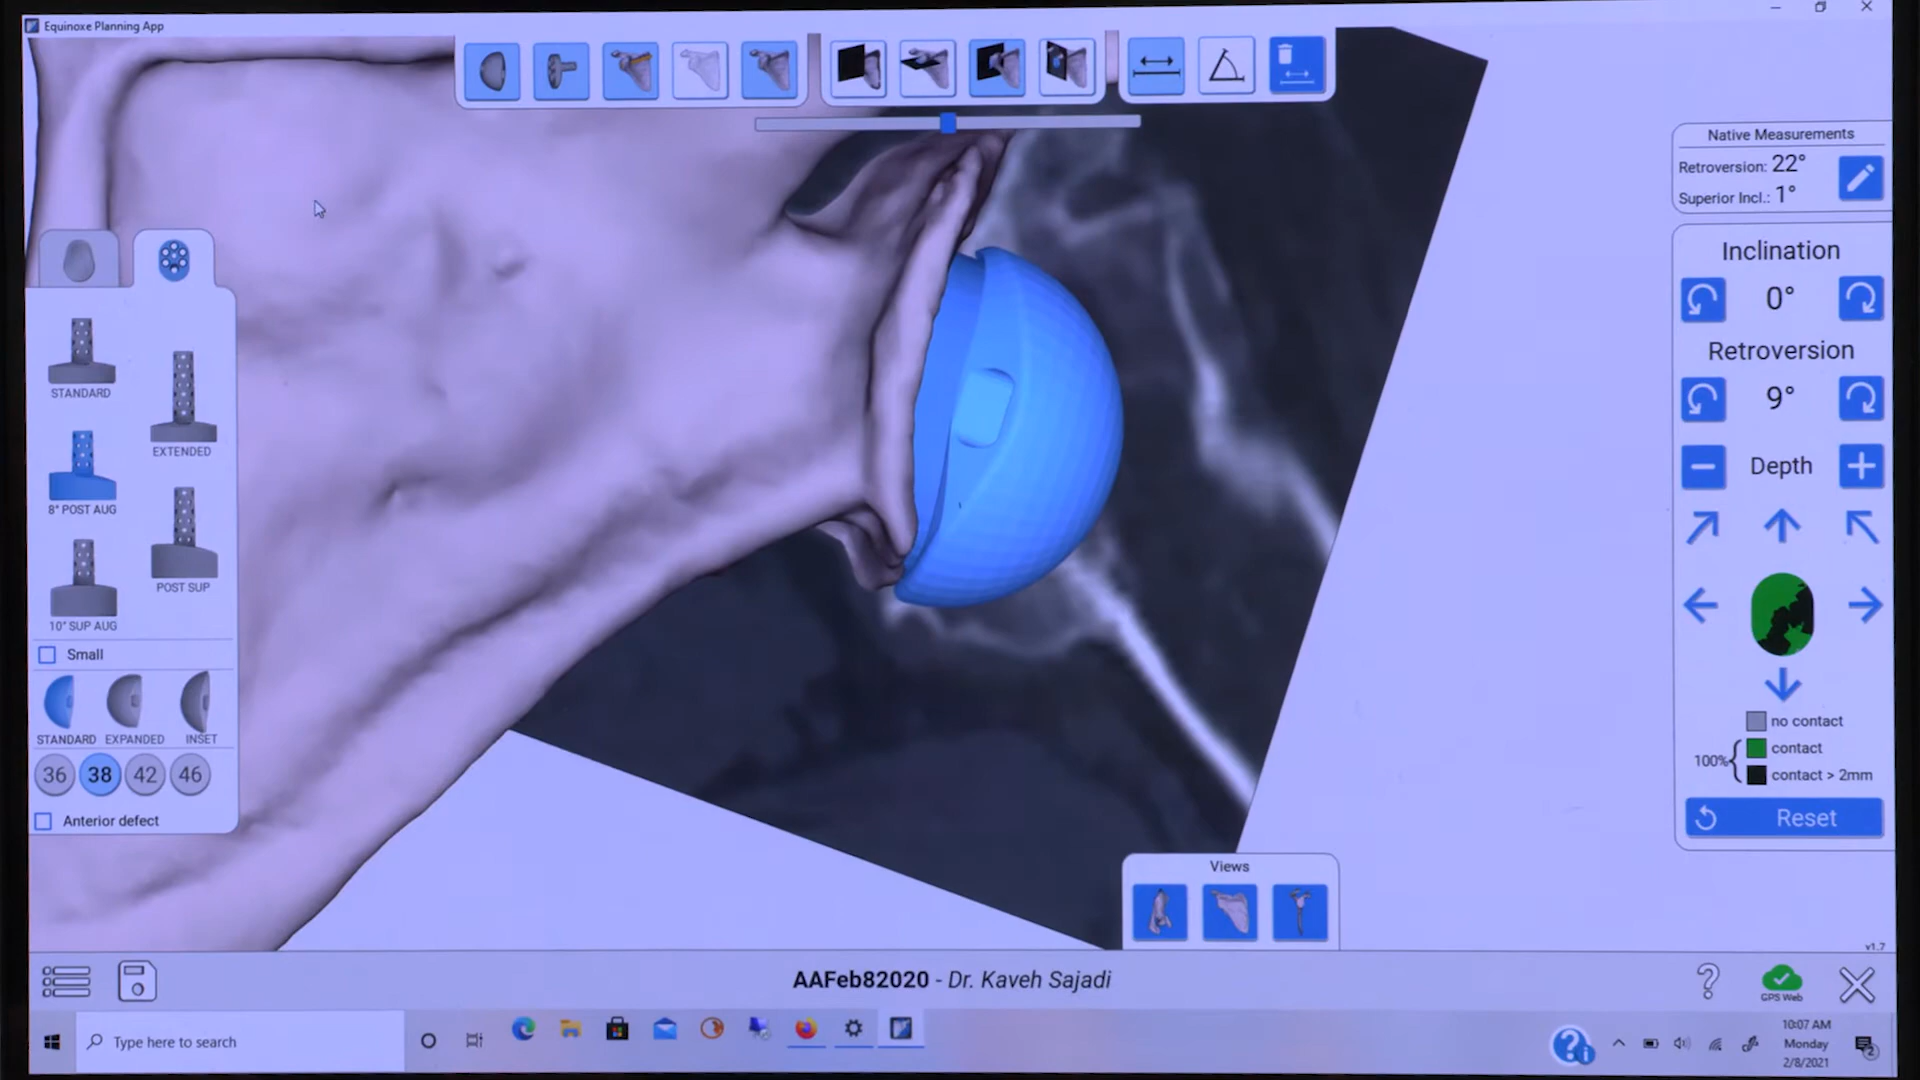 Equinoxe Planning App
Native Measurements
Retroversion: 22°
Superior Incl.: 1°
Inclination
0°
Retroversion
9°
Depth
no contact
100%
contact
contact > 2mm
Reset
STANDARD
EXTENDED
8° POST AUG
POST SUP
10° SUP AUG
Small
STANDARD EXPANDED INSET
36 38 42 46
Anterior defect
Views
v1.7
AAFeb82020 - Dr. Kaveh Sajadi
GPS Web
Type here to search
10:07 AM
Monday
2/8/2021
2